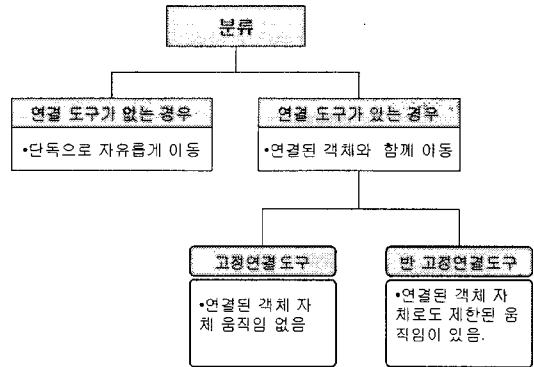 분류
연결 도구가 없는 경우
•단독으로 자유롭게 이동
연결 도구가 있는 경우
•연결된 객체와 함께 이동
고정연결도구
•연결된 객체 자
체 움직임 없음
반 고정연결도구
•연결된 객체 자
체로도 제한된 움
직임이 있음.